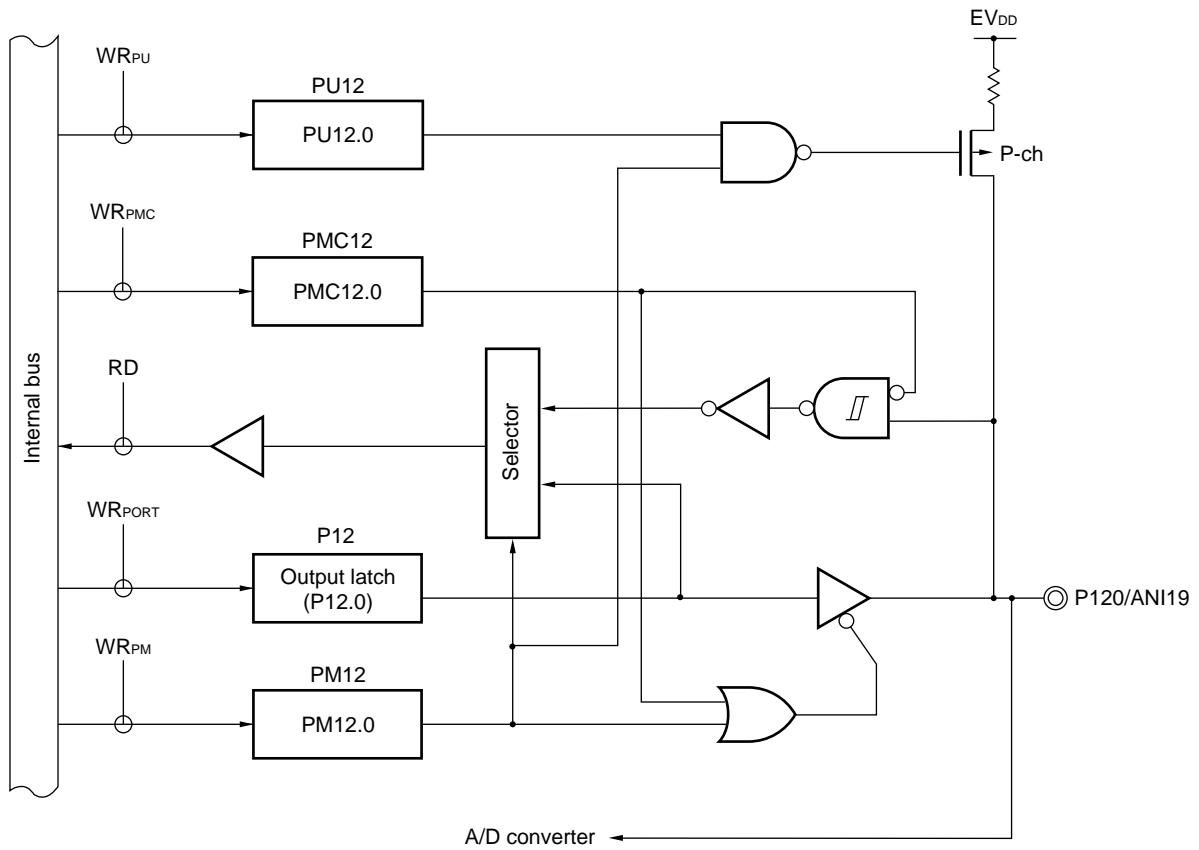 EVDD
WRPU
PU12
PU12.0
P-ch
WRPMC
PMC12
PMC12.0
Internal bus
RD
Selector
WRPORT
P12
Output latch
(P12.0)
P120/ANI19
WRPM
PM12
PM12.0
A/D converter